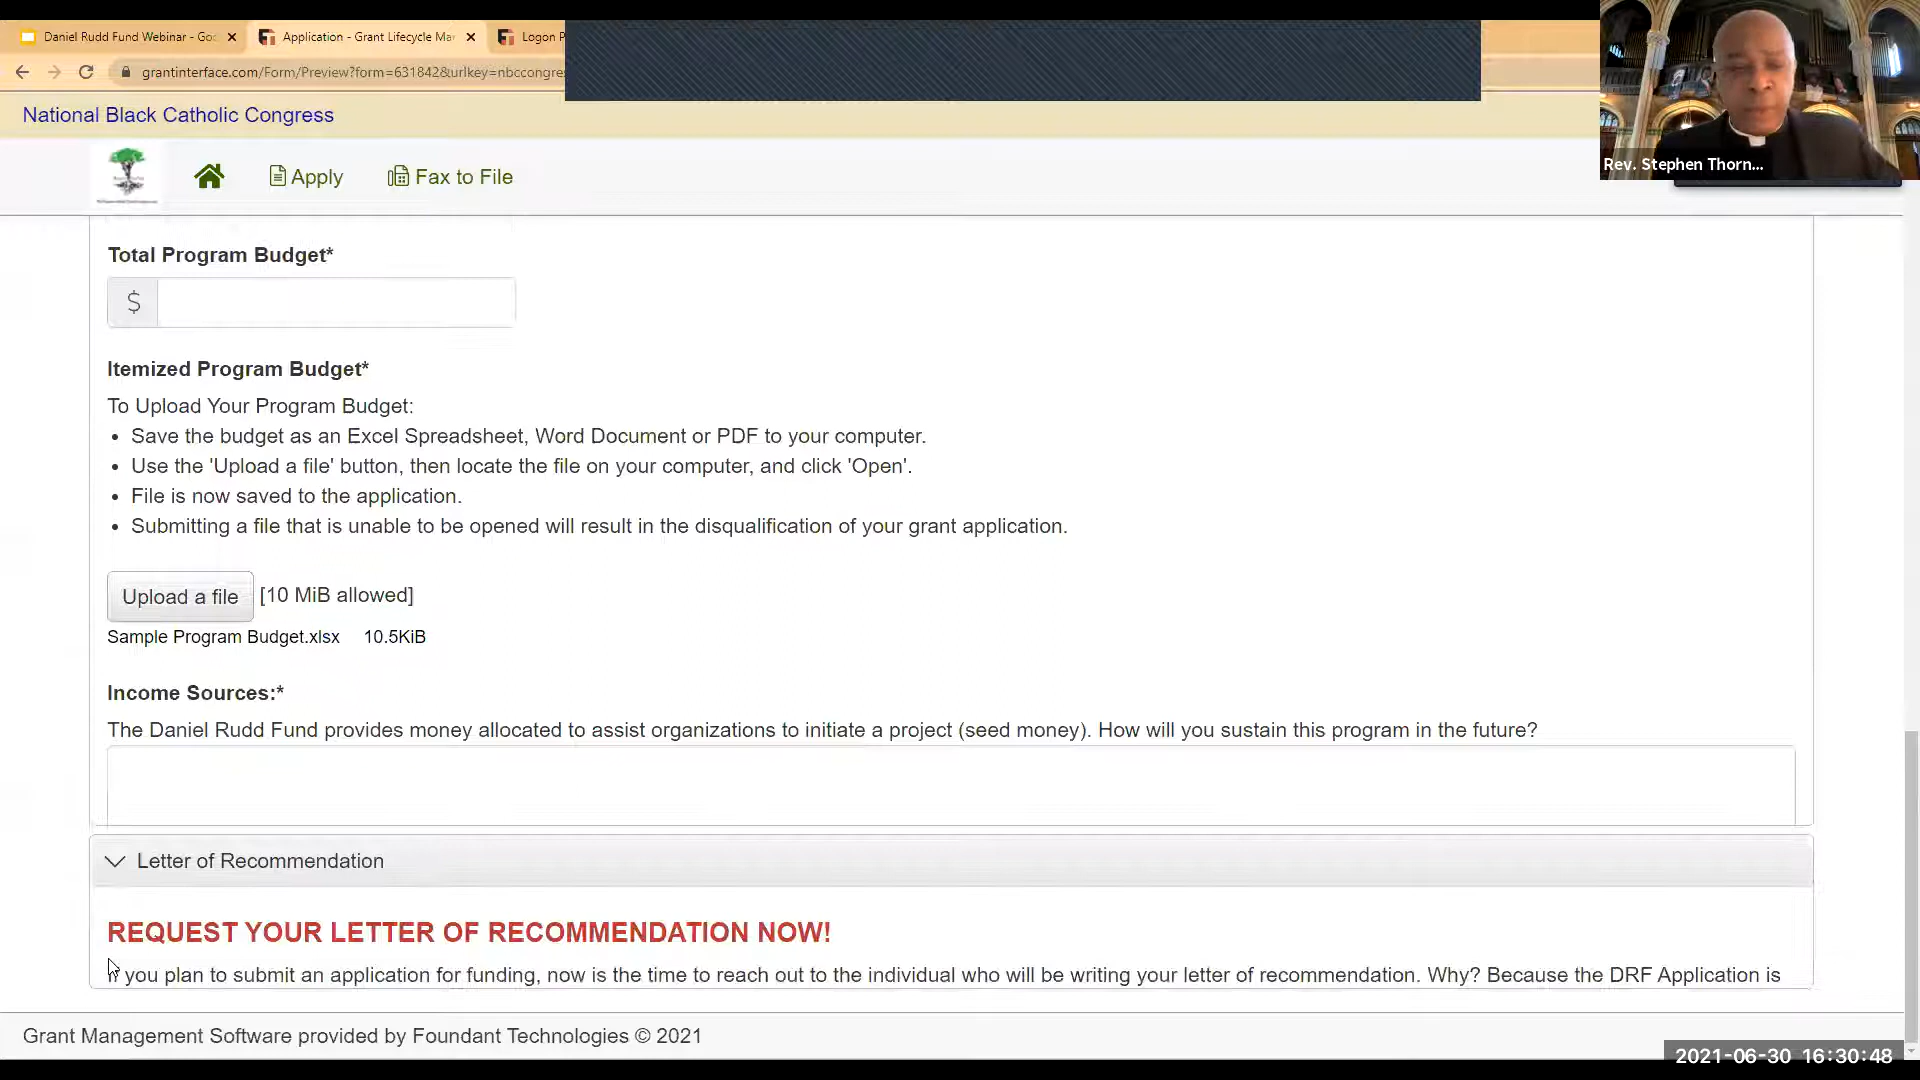 Daniel Rudd Fund Webinar - Goo
Application - Grant Lifecycle Ma
Logon P
grantinterface.com/Form/Preview?form=631842&urlkey=nbccongre
Rev. Stephen Thorn...
National Black Catholic Congress
Apply
Fax to File
Total Program Budget*
$
Itemized Program Budget*
To Upload Your Program Budget:
• Save the budget as an Excel Spreadsheet, Word Document or PDF to your computer.
• Use the 'Upload a file' button, then locate the file on your computer, and click 'Open'.
• File is now saved to the application.
• Submitting a file that is unable to be opened will result in the disqualification of your grant application.
Upload a file [10 MiB allowed]
Sample Program Budget.xlsx 10.5KiB
Income Sources:*
The Daniel Rudd Fund provides money allocated to assist organizations to initiate a project (seed money). How will you sustain this program in the future?
Letter of Recommendation
REQUEST YOUR LETTER OF RECOMMENDATION NOW!
If you plan to submit an application for funding, now is the time to reach out to the individual who will be writing your letter of recommendation. Why? Because the DRF Application is
Grant Management Software provided by Foundant Technologies © 2021
2021-06-30 16:30:48